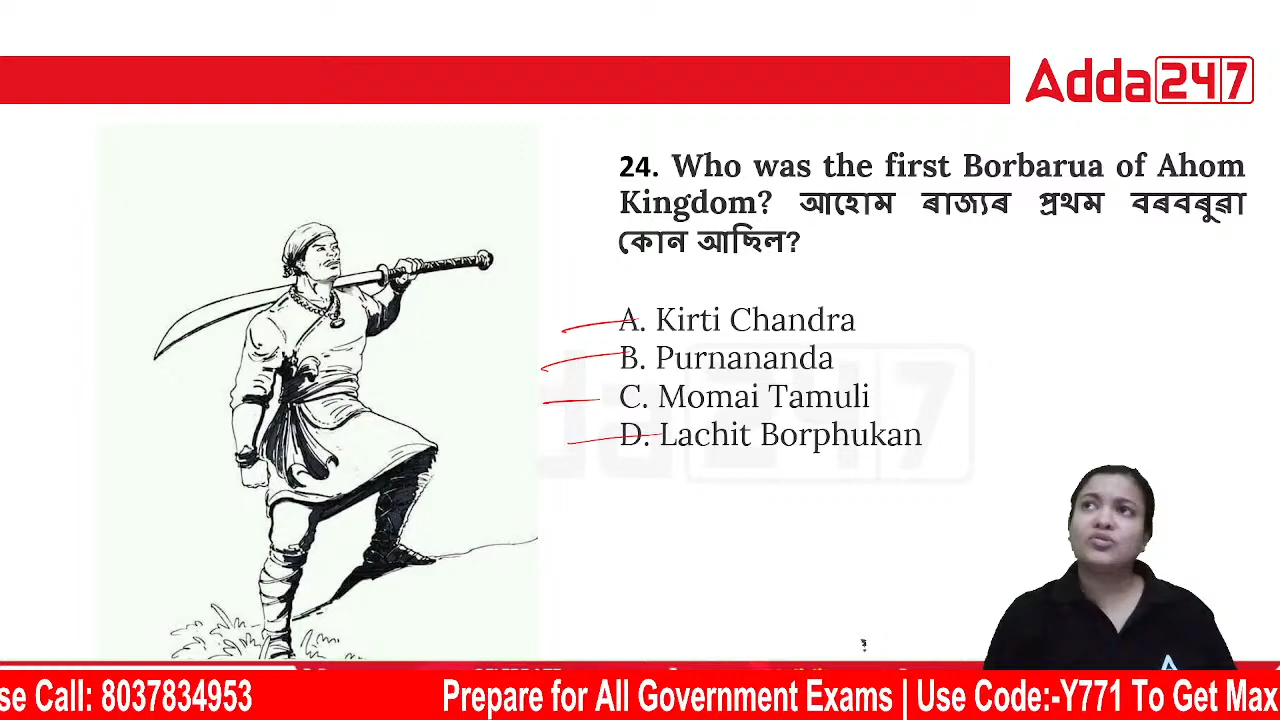 Adda247
24. Who was the first Borbarua of Ahom
Kingdom? আহোম ৰাজ্যৰ প্ৰথম বৰবৰুৱা
কোন আছিল?
A. Kirti Chandra
B. Purnananda
C. Momai Tamuli
D. Lachit Borphukan
se Call: 8037834953 Prepare for All Government Exams | Use Code:-Y771 To Get Max